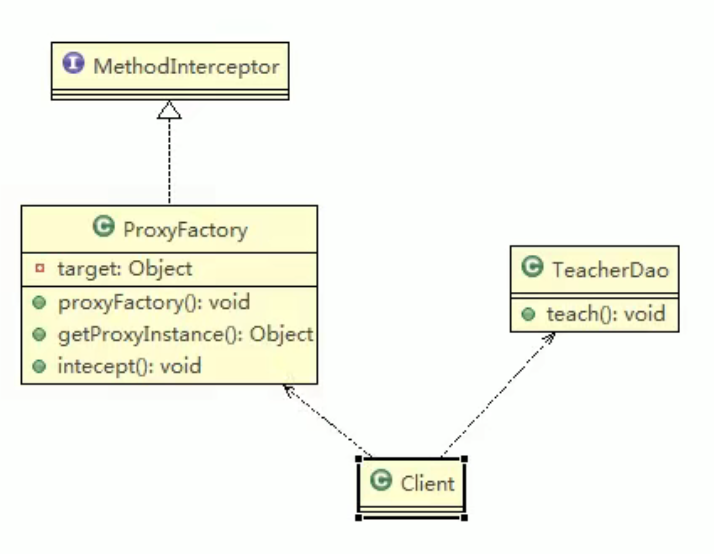 I MethodInterceptor
C ProxyFactory
target: Object
proxyFactory(): void
getProxyInstance(): Object
intecept(): void
C TeacherDao
teach(): void
C Client